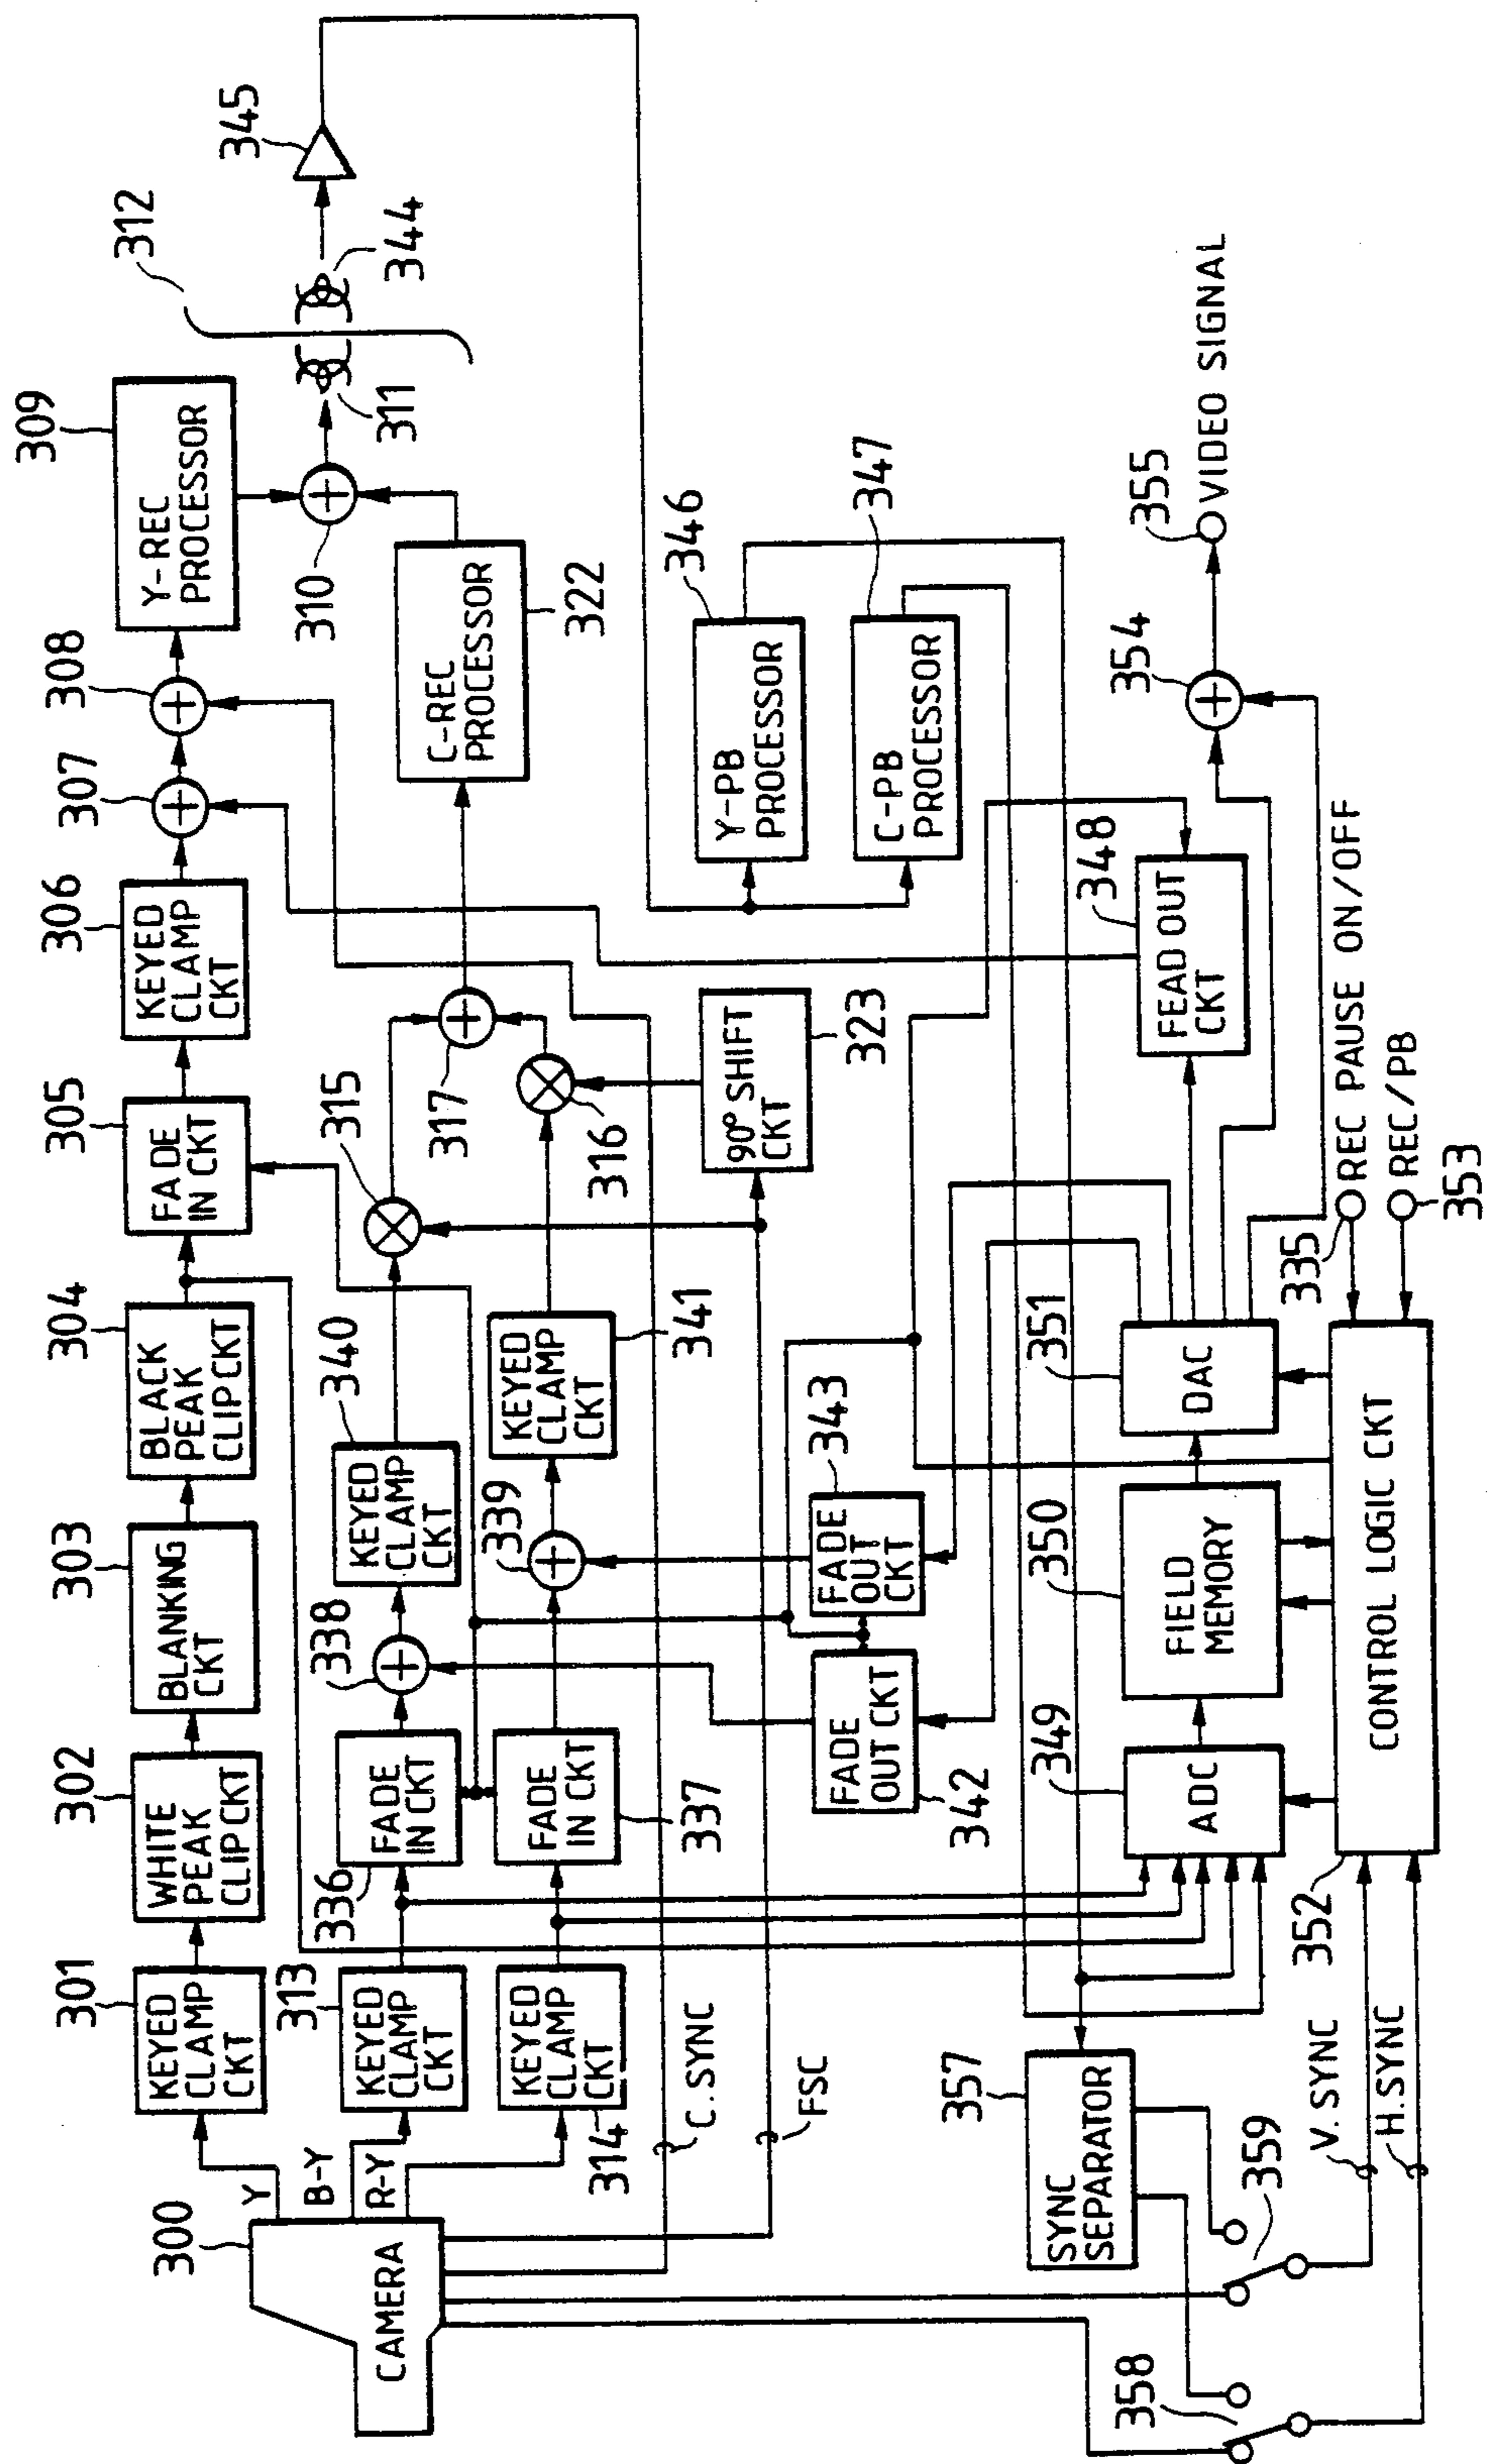 300
CAMERA
Y
B-Y
R-Y
301
KEYED
CLAMP
CKT
302
WHITE
PEAK
CLIP CKT
303
BLANKING
CKT
304
BLACK
PEAK
CLIP CKT
305
FADE
IN CKT
306
KEYED
CLAMP
CKT
307
308
309
Y-REC
PROCESSOR
310
311
312
344
345
313
KEYED
CLAMP
CKT
314
KEYED
CLAMP
CKT
336
FADE
IN CKT
337
FADE
IN CKT
338
339
340
KEYED
CLAMP
CKT
341
KEYED
CLAMP
CKT
315
316
317
C-REC
PROCESSOR
322
90° SHIFT
CKT
323
C.SYNC
FSC
342
FADE
OUT CKT
343
FADE
OUT
CKT
346
Y-PB
PROCESSOR
347
C-PB
PROCESSOR
348
FEAD OUT
CKT
349
ADC
350
FIELD
MEMORY
351
DAC
352
CONTROL LOGIC CKT
335
REC PAUSE ON/OFF
353
REC/PB
354
355
VIDEO SIGNAL
357
SYNC
SEPARATOR
358
359
V.SYNC
H.SYNC